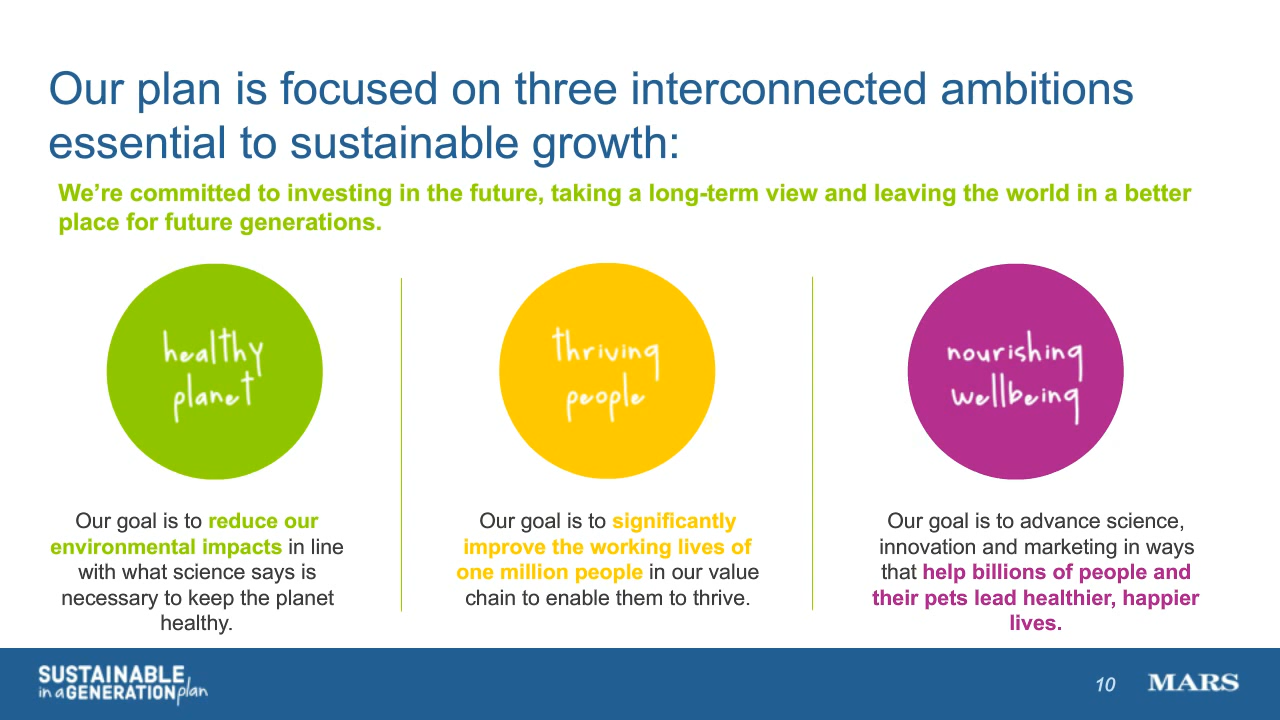 Our plan is focused on three interconnected ambitions
essential to sustainable growth:
We’re committed to investing in the future, taking a long-term view and leaving the world in a better
place for future generations.
healthy
planet
Our goal is to reduce our
environmental impacts in line
with what science says is
necessary to keep the planet
healthy.
thriving
people
Our goal is to significantly
improve the working lives of
one million people in our value
chain to enable them to thrive.
nourishing
wellbeing
Our goal is to advance science,
innovation and marketing in ways
that help billions of people and
their pets lead healthier, happier
lives.
SUSTAINABLE
in a GENERATION plan
10
MARS